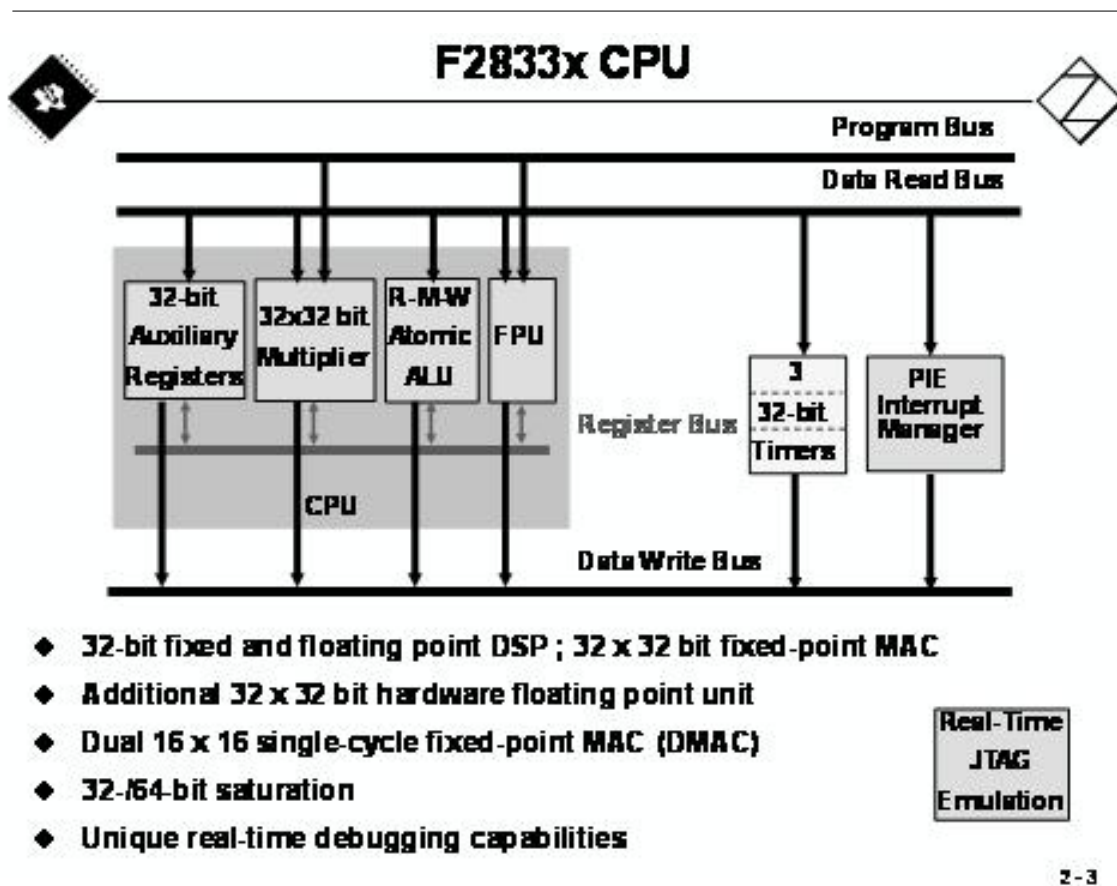 F2833x CPU
Program Bus
Data Read Bus
32-bit
Auxiliary
Registers
32x32 bit
Multiplier
R-M-W
Atomic
ALU
FPU
Register Bus
CPU
3
32-bit
Timers
PIE
Interrupt
Manager
Data Write Bus
◆ 32-bit fixed and floating point DSP ; 32 x 32 bit fixed-point MAC
◆ Additional 32 x 32 bit hardware floating point unit
◆ Dual 16 x 16 single-cycle fixed-point MAC (DMAC)
◆ 32-/64-bit saturation
◆ Unique real-time debugging capabilities
Real-Time
JTAG
Emulation
2 - 3